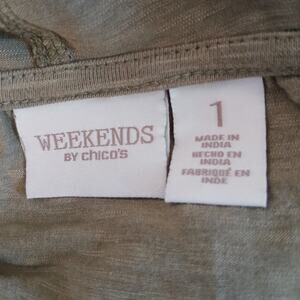 WEEKENDS
BY chico's
1
MADE IN
INDIA
HECHO EN
INDIA
FABRIQUÉ EN
INDE